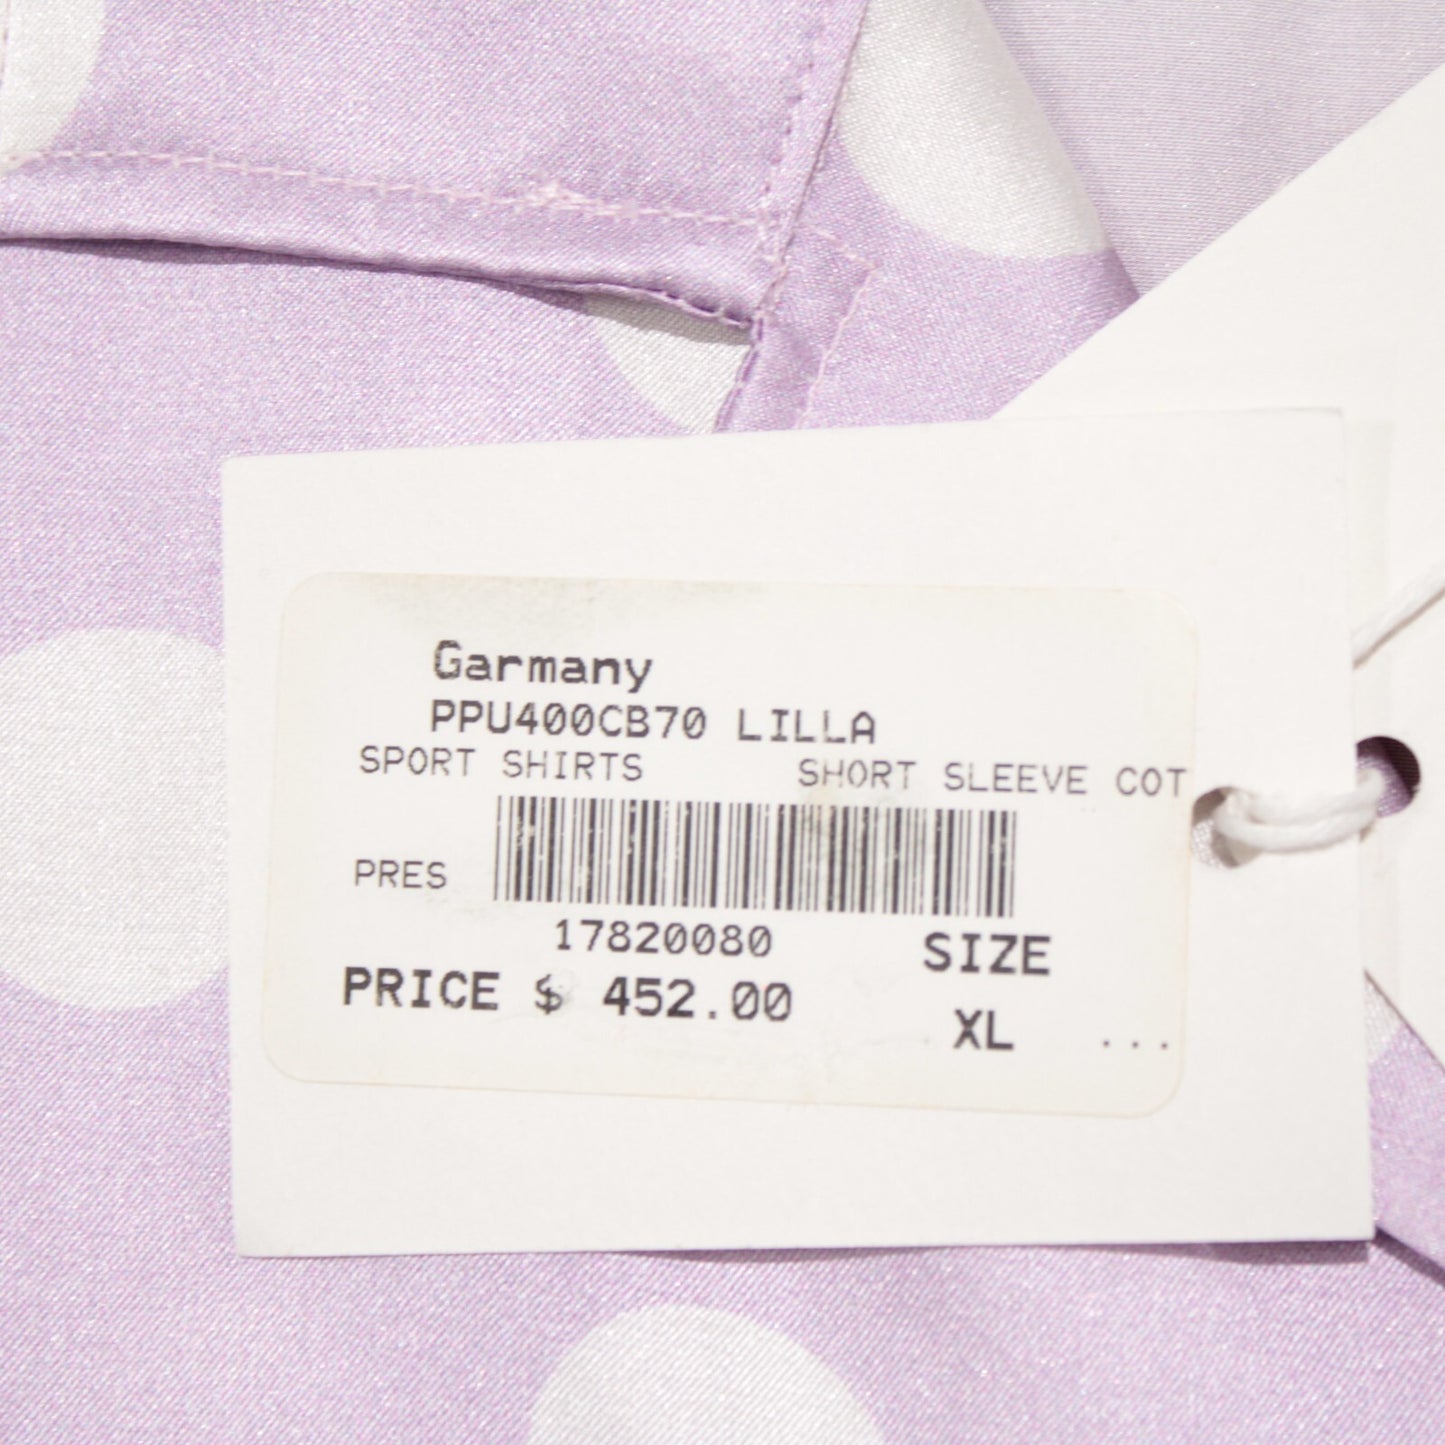 Garmany
PPU400CB70 LILLA
SPORT SHIRTS SHORT SLEEVE COT
PRES
17820080
SIZE
PRICE $ 452.00
XL ...